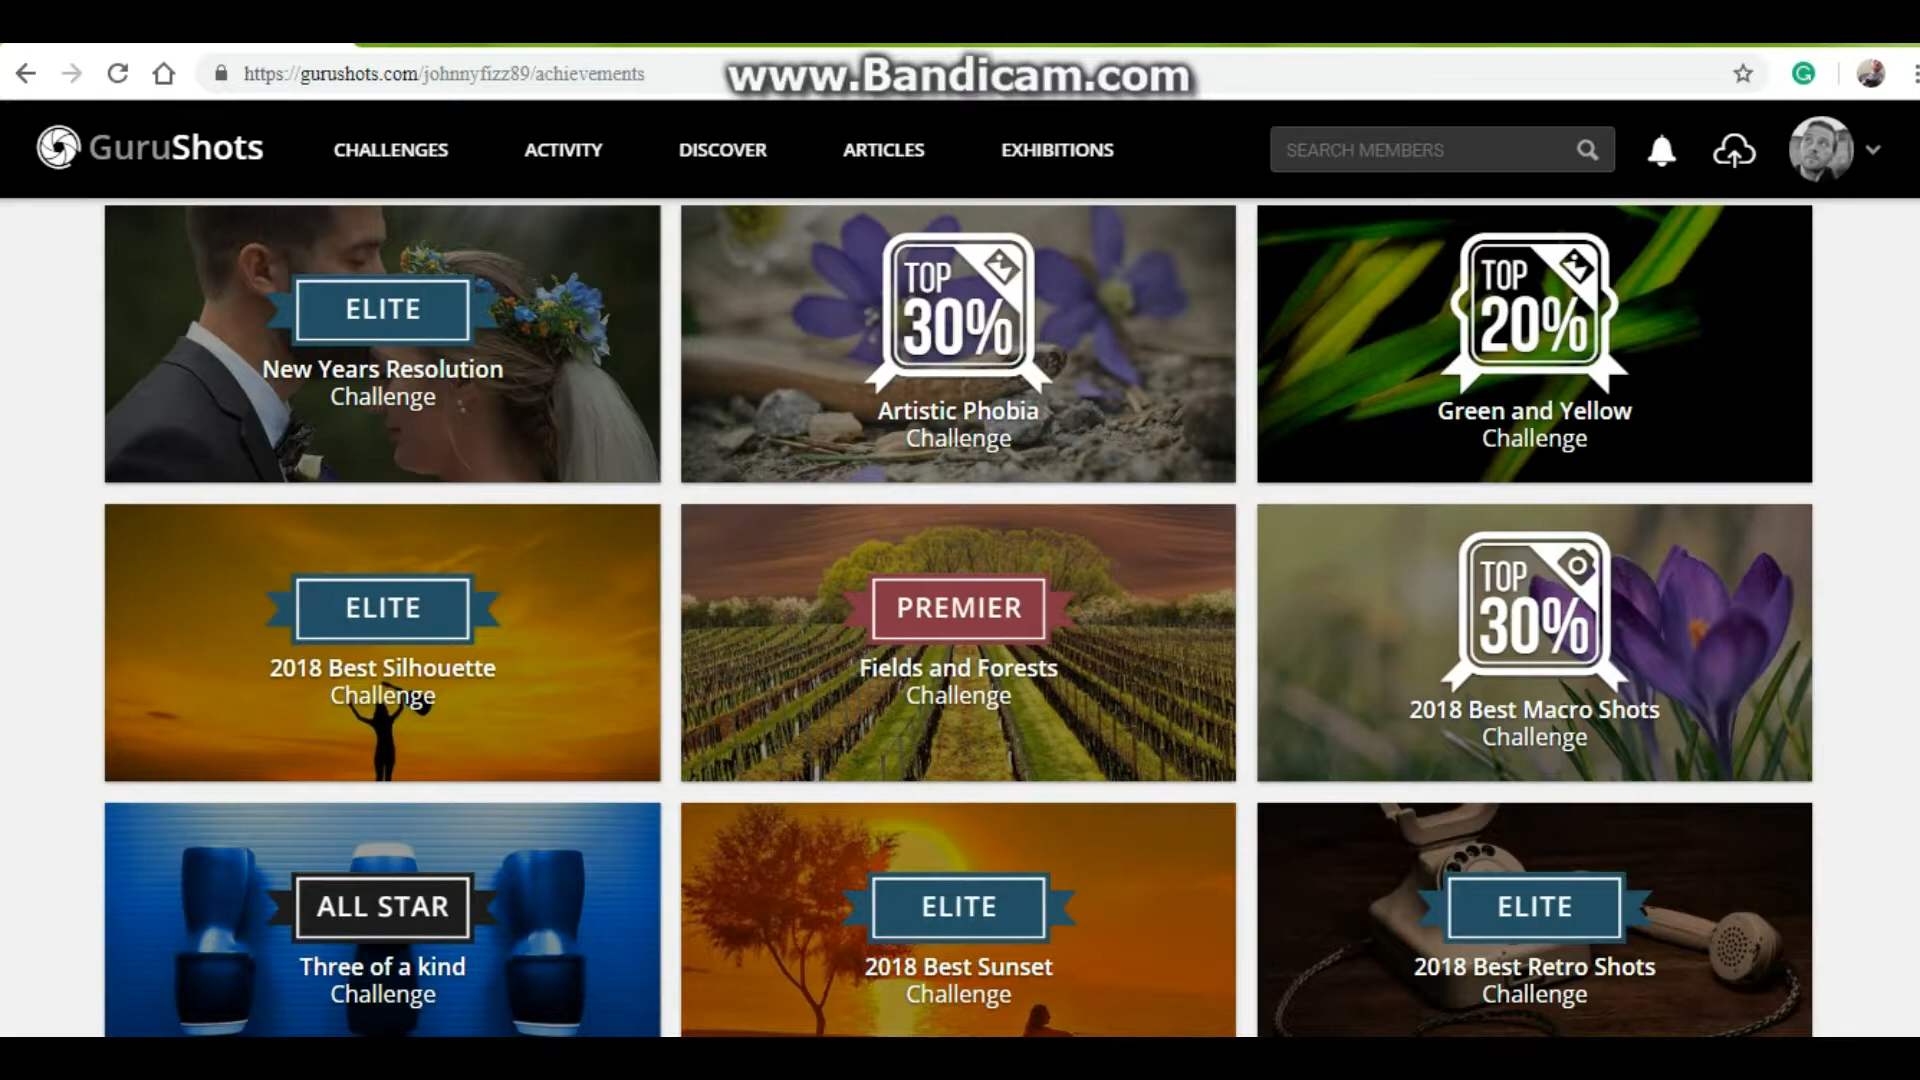 https://gurushots.com/johnnyfizz89/achievements
www.Bandicam.com
G
GuruShots
CHALLENGES
ACTIVITY
DISCOVER
ARTICLES
EXHIBITIONS
SEARCH MEMBERS
ELITE
New Years Resolution
Challenge
TOP
30%
Artistic Phobia
Challenge
TOP
20%
Green and Yellow
Challenge
ELITE
2018 Best Silhouette
Challenge
PREMIER
Fields and Forests
Challenge
TOP
30%
2018 Best Macro Shots
Challenge
ALL STAR
Three of a kind
Challenge
ELITE
2018 Best Sunset
Challenge
ELITE
2018 Best Retro Shots
Challenge